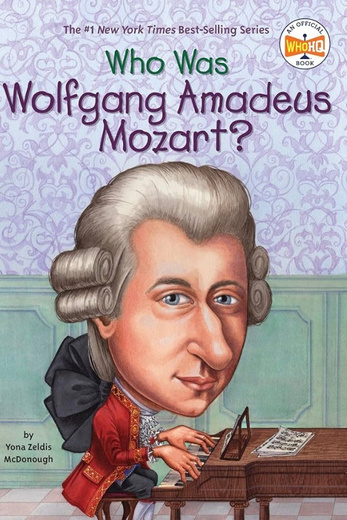 The #1 New York Times Best-Selling Series
AN OFFICIAL
WHOHQ
BOOK
Who Was
Wolfgang Amadeus
Mozart?
by
Yona Zeldis
McDonough